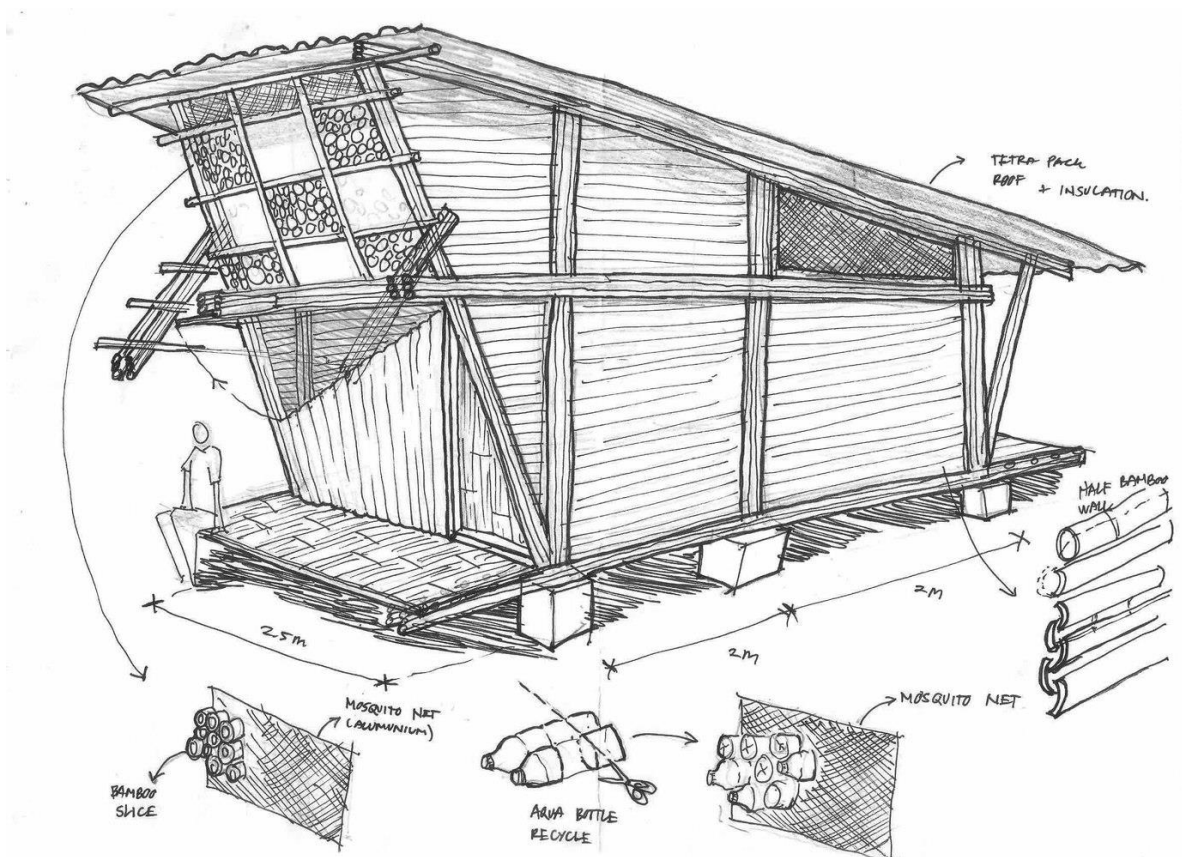 TETRA PACK
ROOF
+ INSULATION.
HALF BAMBOO
WALL
2M
2M
2.5M
MOSQUITO NET
(ALUMUNIUM)
MOSQUITO NET
BAMBOO
SLICE
AQUA BOTTLE
RECYCLE